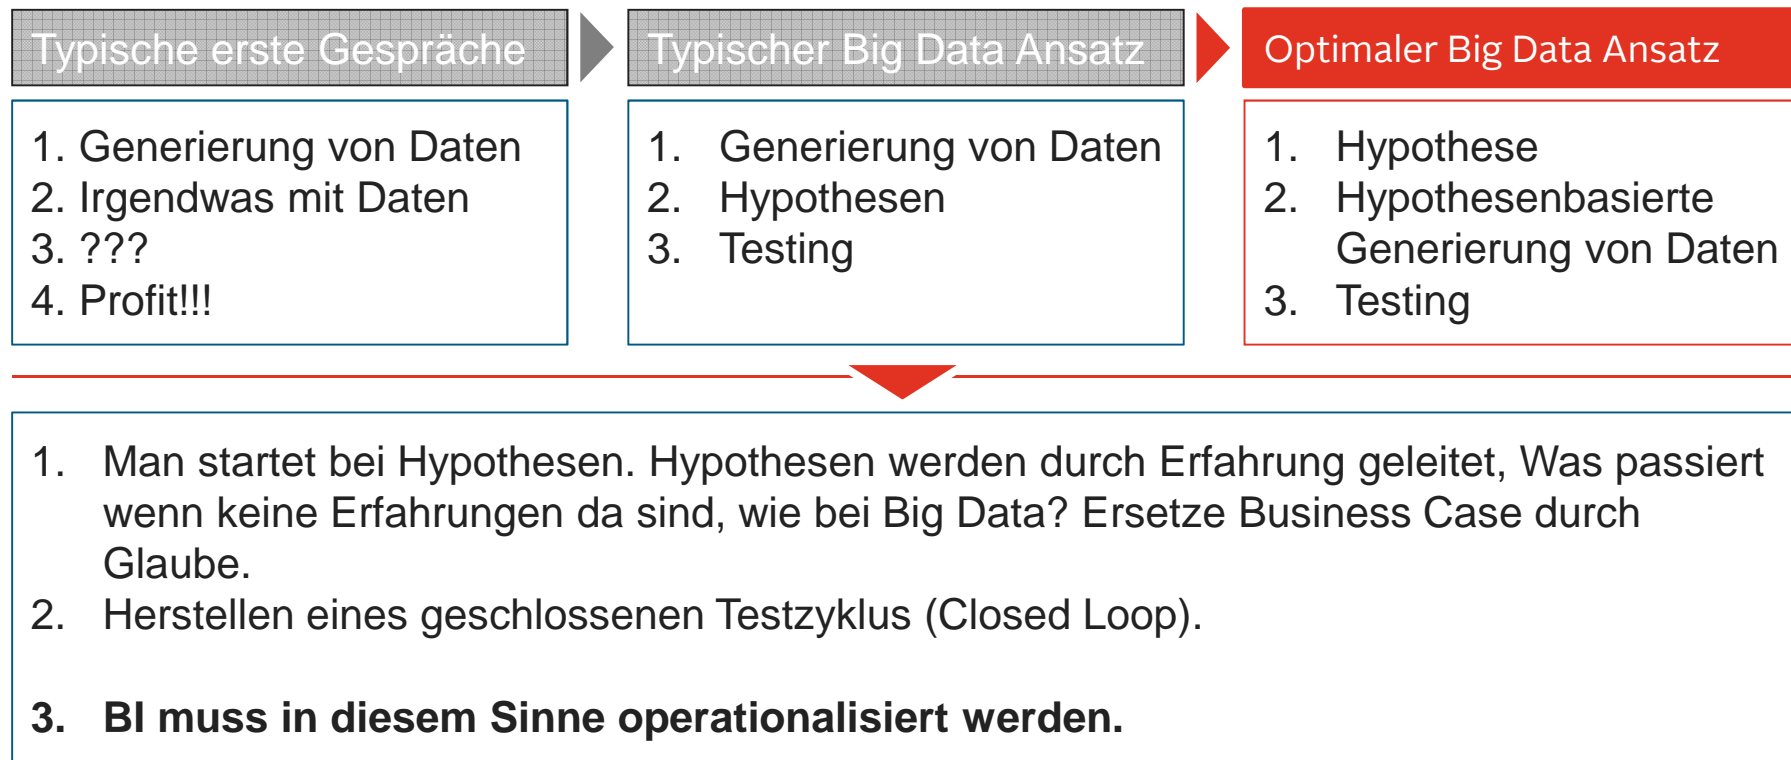 Typische erste Gespräche
Typischer Big Data Ansatz
Optimaler Big Data Ansatz
1. Generierung von Daten
2. Irgendwas mit Daten
3. ???
4. Profit!!!
1. Generierung von Daten
2. Hypothesen
3. Testing
1. Hypothese
2. Hypothesenbasierte
Generierung von Daten
3. Testing
1. Man startet bei Hypothesen. Hypothesen werden durch Erfahrung geleitet, Was passiert
wenn keine Erfahrungen da sind, wie bei Big Data? Ersetze Business Case durch
Glaube.
2. Herstellen eines geschlossenen Testzyklus (Closed Loop).
3. BI muss in diesem Sinne operationalisiert werden.